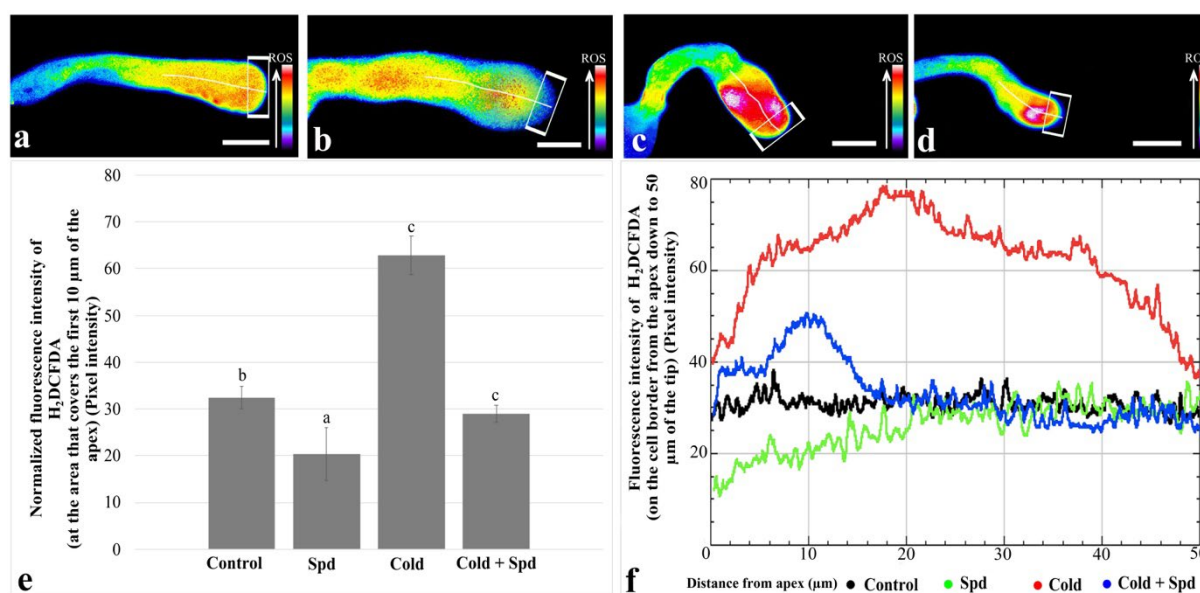 ROS
ROS
ROS
ROS
a
b
c
d
Normalized fluorescence intensity of
H₂DCFDA
(at the area that covers the first 10 µm of the
apex) (Pixel intensity)
80
70
60
50
40
30
20
10
0
b
a
c
c
Control
Spd
Cold
Cold + Spd
e
Fluorescence intensity of H₂DCFDA
(on the cell border from the apex down to 50
µm of the tip) (Pixel intensity)
80
60
40
20
0
10
20
30
40
50
Distance from apex (µm)
Control
Spd
Cold
Cold + Spd
f